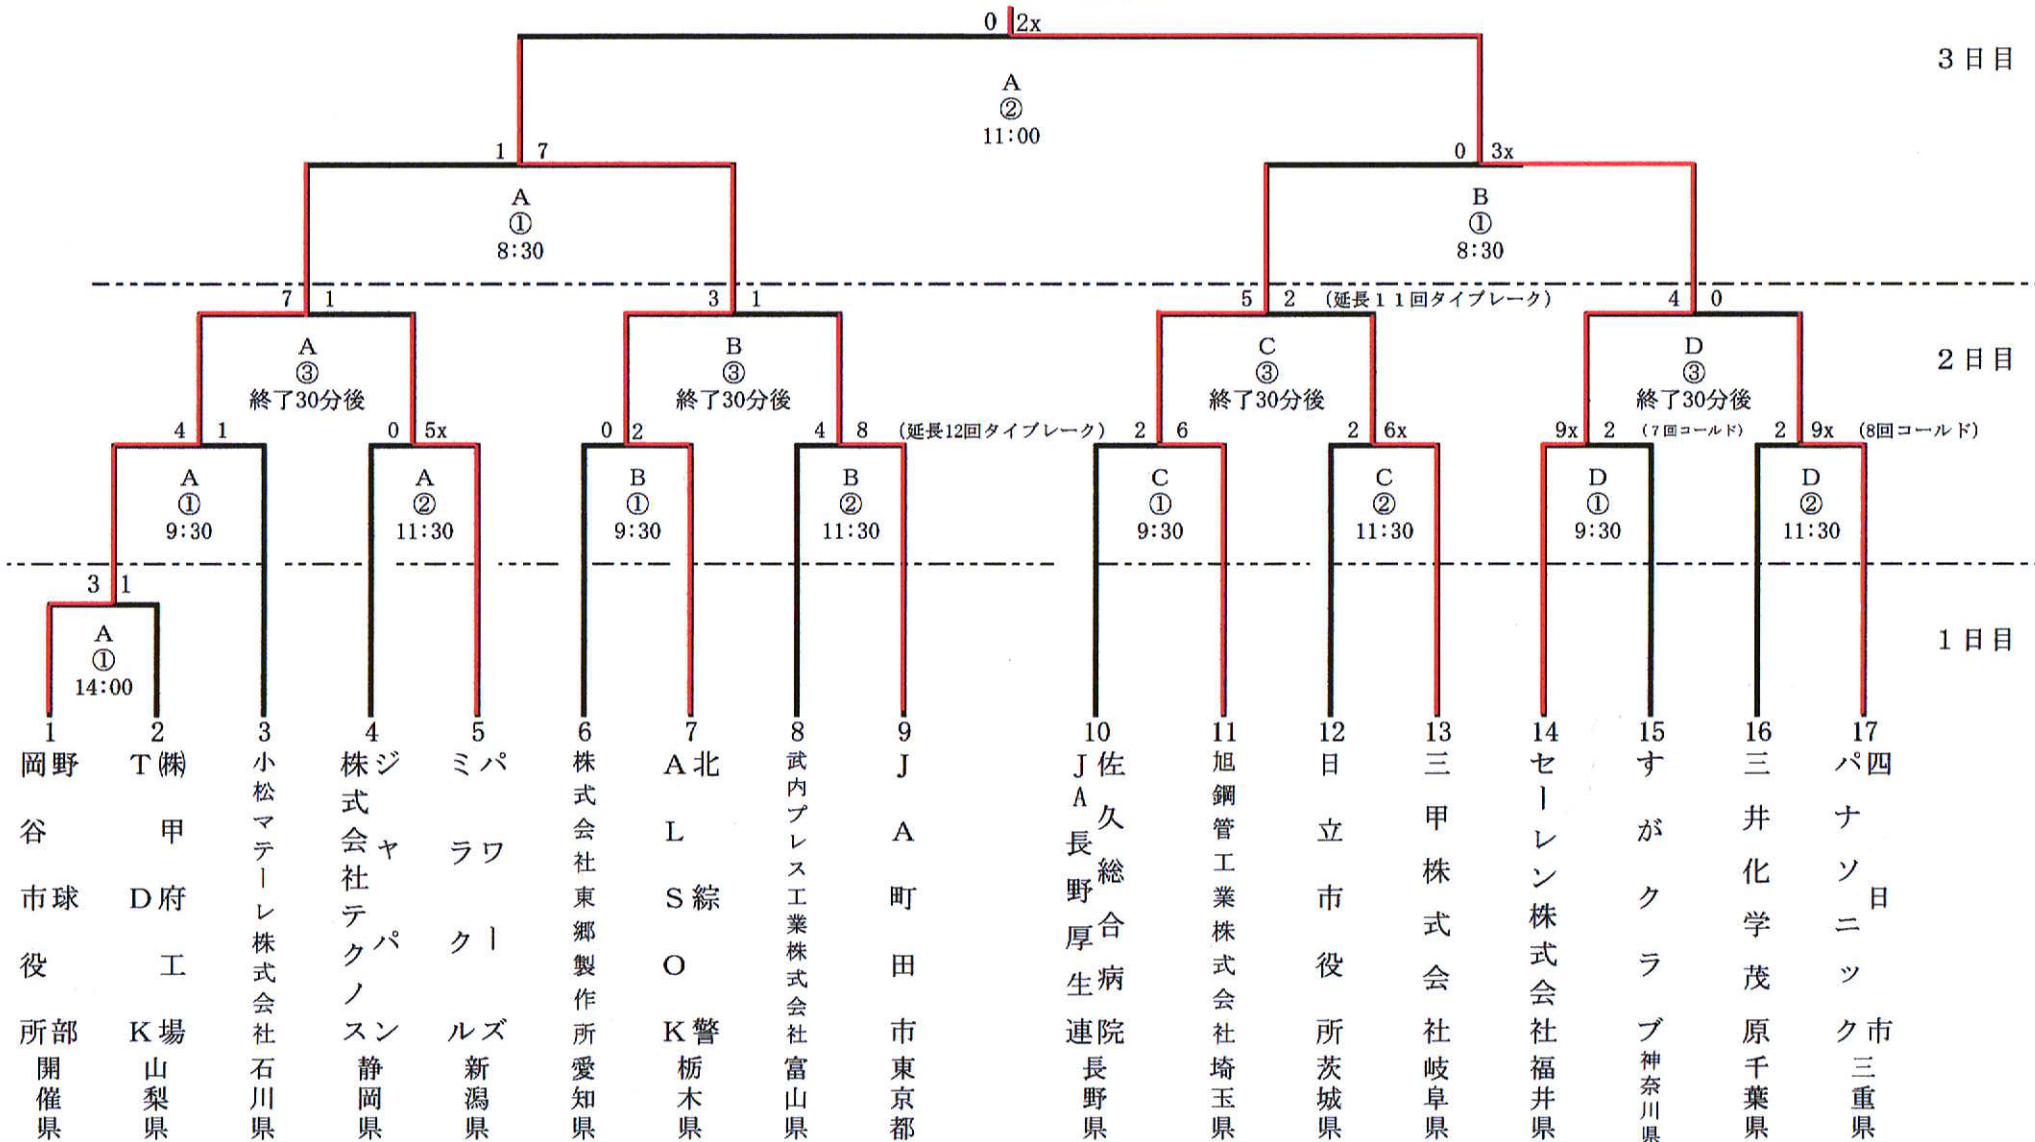 0 2x
3日目
A
②
11:00
1 7
0 3x
A
①
8:30
B
①
8:30
7 1
3 1
5 2 (延長11回タイブレーク)
4 0
A
③
終了30分後
B
③
終了30分後
C
③
終了30分後
D
③
終了30分後
2日目
4 1
0 5x
0 2
4 8 (延長12回タイブレーク)
2 6
2 6x
9x 2 (7回コールド)
2 9x (8回コールド)
A
①
9:30
A
②
11:30
B
①
9:30
B
②
11:30
C
①
9:30
C
②
11:30
D
①
9:30
D
②
11:30
3 1
A
①
14:00
1日目
1
岡谷市役所
野球部
開催県
2
TDK
㈱甲府工場
山梨県
3
小松マテーレ株式会社
石川県
4
株式会社テクノス
ジャパン
静岡県
5
ミラクル
パワーズ
新潟県
6
株式会社東郷製作所
愛知県
7
ALSOK
北綜警
栃木県
8
武内プレス工業株式会社
富山県
9
JA町田市
東京都
10
JA長野厚生連
佐久総合病院
長野県
11
旭鋼管工業株式会社
埼玉県
12
日立市役所
茨城県
13
三甲株式会社
岐阜県
14
セーレン株式会社
福井県
15
すがクラブ
神奈川県
16
三井化学茂原
千葉県
17
パナソニック
四日市
三重県